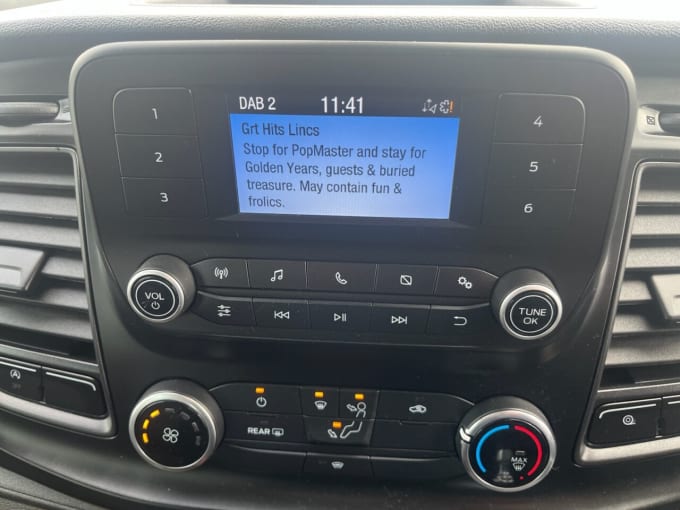 DAB 2 11:41
Grt Hits Lincs
Stop for PopMaster and stay for
Golden Years, guests & buried
treasure. May contain fun &
frolics.
1
2
3
4
5
6
VOL
TUNE
OK
REAR
MAX